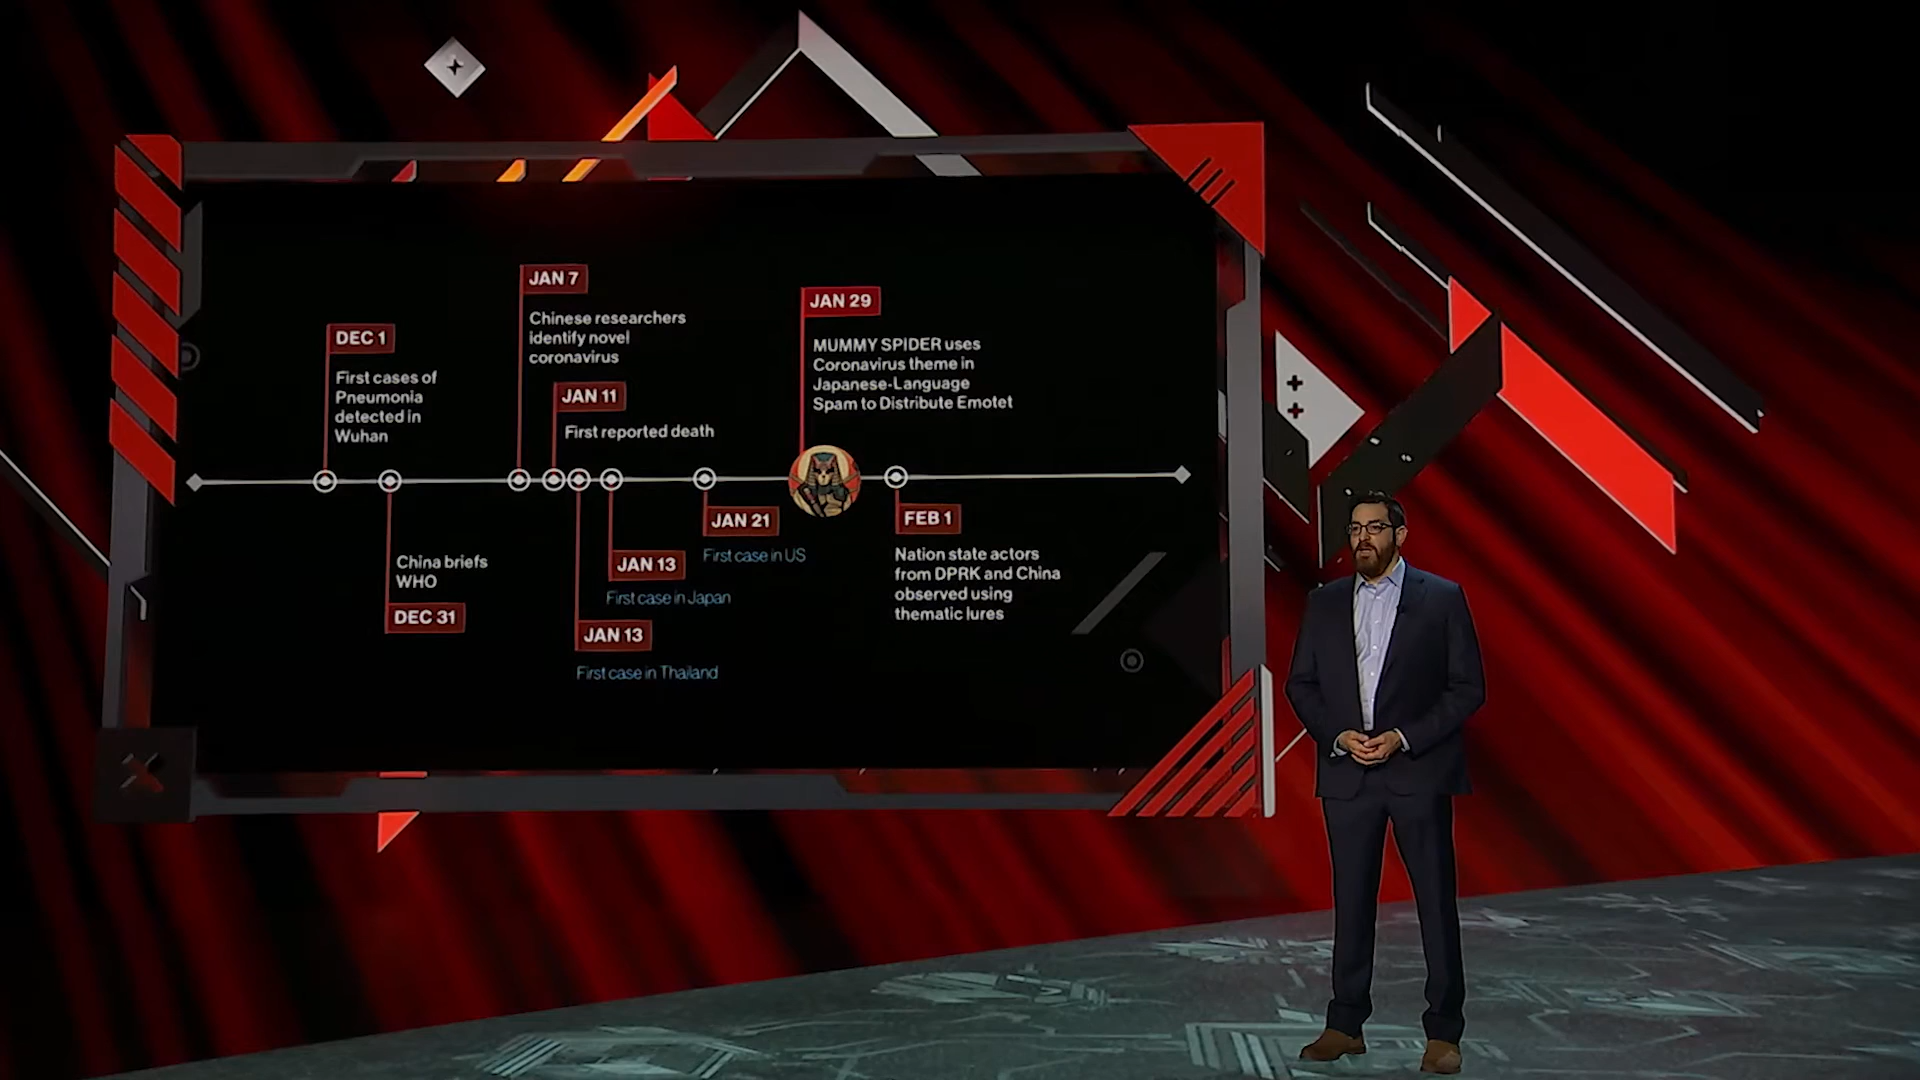 DEC 1
First cases of
Pneumonia
detected in
Wuhan
China briefs
WHO
DEC 31
JAN 7
Chinese researchers
identify novel
coronavirus
JAN 11
First reported death
JAN 13
First case in Thailand
JAN 13
First case in Japan
JAN 21
First case in US
JAN 29
MUMMY SPIDER uses
Coronavirus theme in
Japanese-Language
Spam to Distribute Emotet
FEB 1
Nation state actors
from DPRK and China
observed using
thematic lures